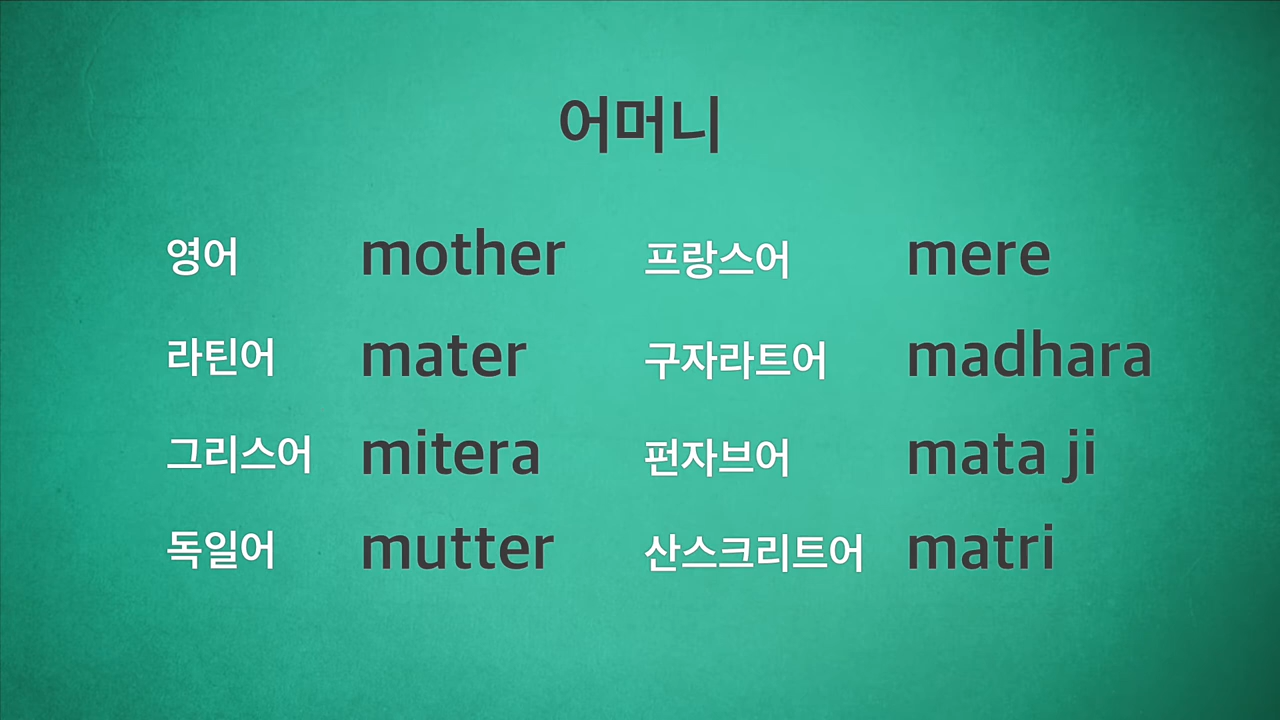 어머니
영어 mother 프랑스어 mere
라틴어 mater 구자라트어 madhara
그리스어 mitera 펀자브어 mata ji
독일어 mutter 산스크리트어 matri